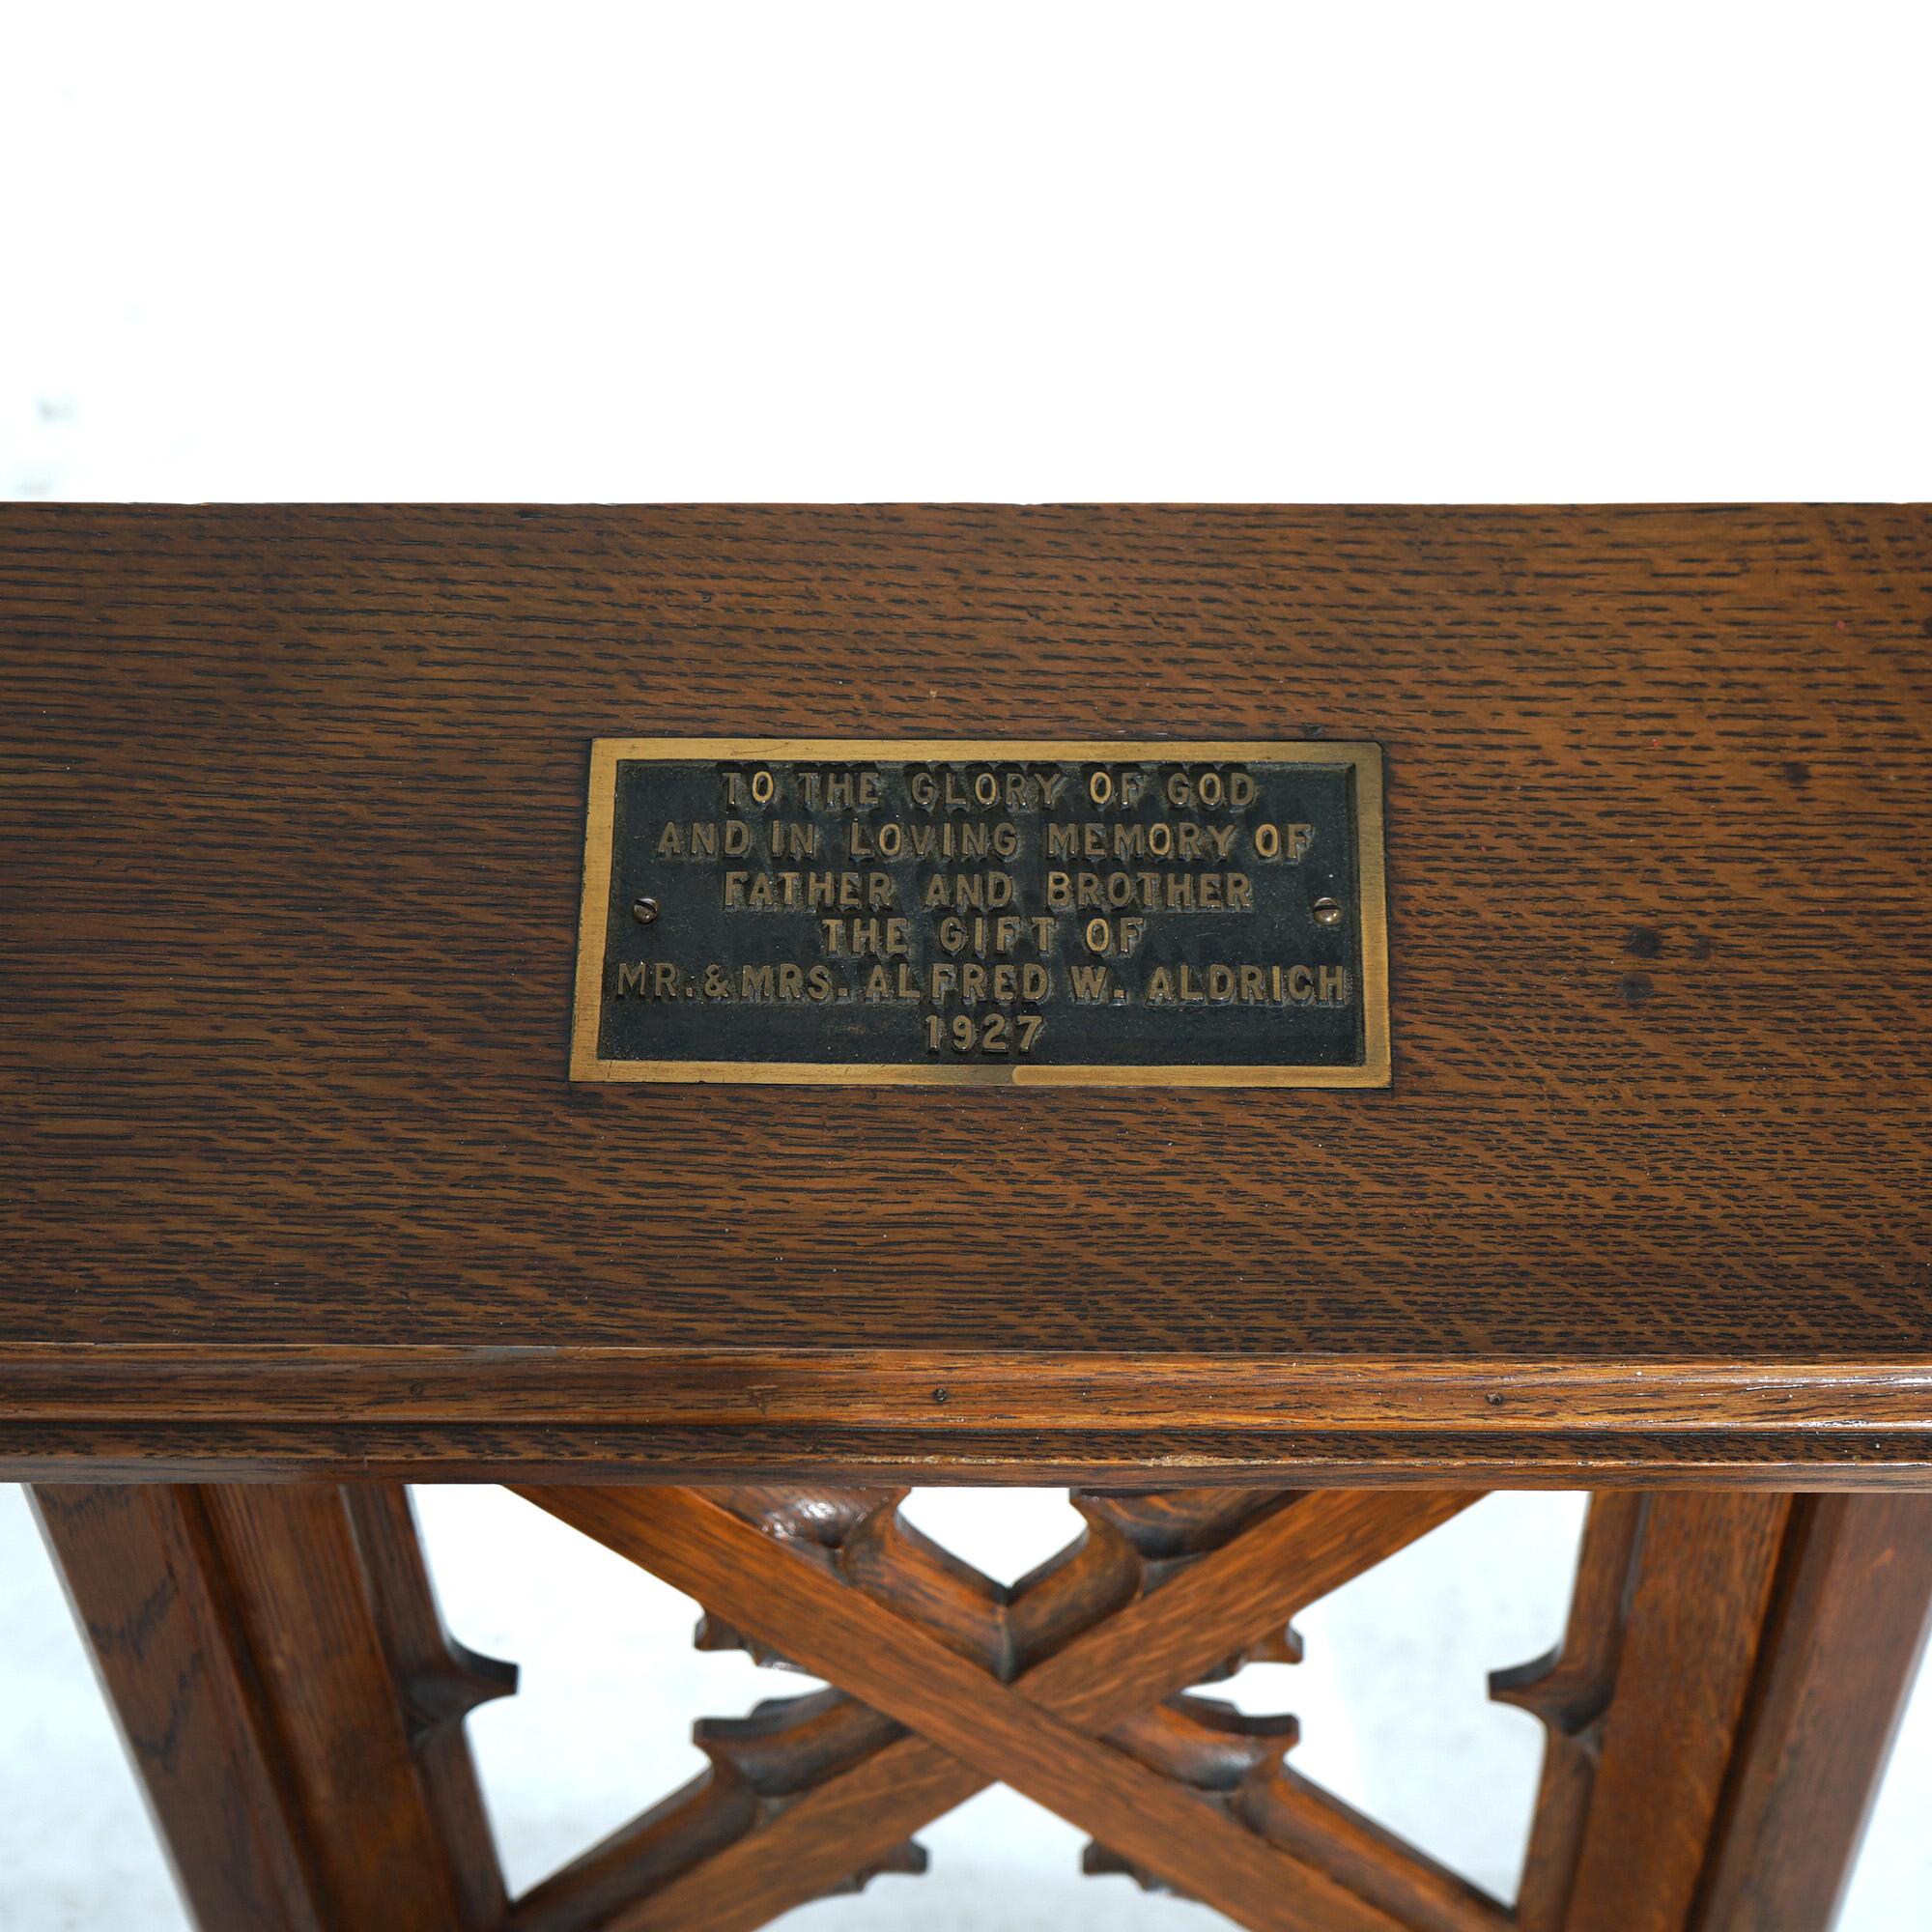 TO THE GLORY OF GOD
AND IN LOVING MEMORY OF
FATHER AND BROTHER
THE GIFT OF
MR. & MRS. ALFRED W. ALDRICH
1927